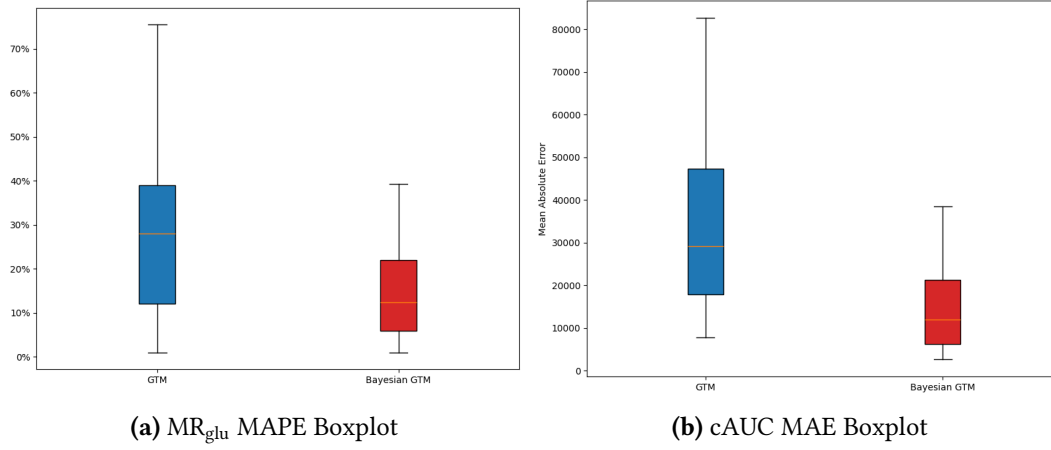 70%
60%
50%
40%
30%
20%
10%
0%
GTM
Bayesian GTM
(a) MRglu MAPE Boxplot
Mean Absolute Error
80000
70000
60000
50000
40000
30000
20000
10000
0
GTM
Bayesian GTM
(b) cAUC MAE Boxplot